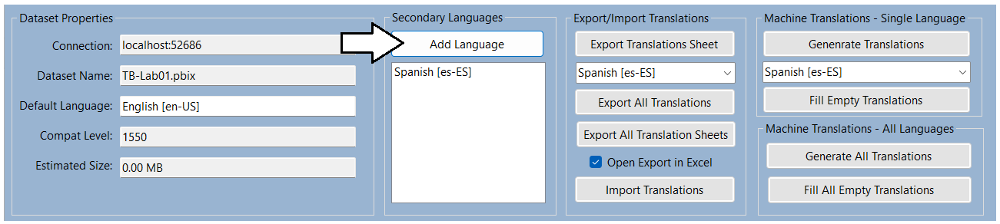 Dataset Properties
Connection: localhost:52686
Dataset Name: TB-Lab01.pbix
Default Language: English [en-US]
Compat Level: 1550
Estimated Size: 0.00 MB
Secondary Languages
Add Language
Spanish [es-ES]
Export/Import Translations
Export Translations Sheet
Spanish [es-ES]
Export All Translations
Export All Translation Sheets
Open Export in Excel
Import Translations
Machine Translations - Single Language
Genenrate Translations
Spanish [es-ES]
Fill Empty Translations
Machine Translations - All Languages
Generate All Translations
Fill All Empty Translations